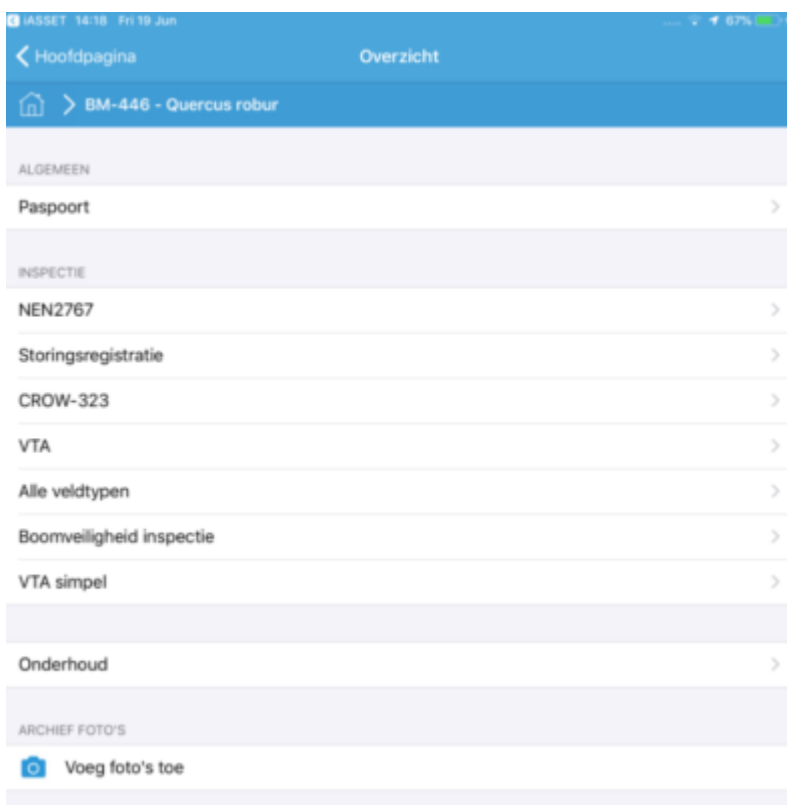 iASSET 14:18 Fri 19 Jun 67%
Hoofdpagina Overzicht
BM-446 - Quercus robur
ALGEMEEN
Paspoort
INSPECTIE
NEN2767
Storingsregistratie
CROW-323
VTA
Alle veldtypen
Boomveiligheid inspectie
VTA simpel
Onderhoud
ARCHIEF FOTO'S
Voeg foto's toe